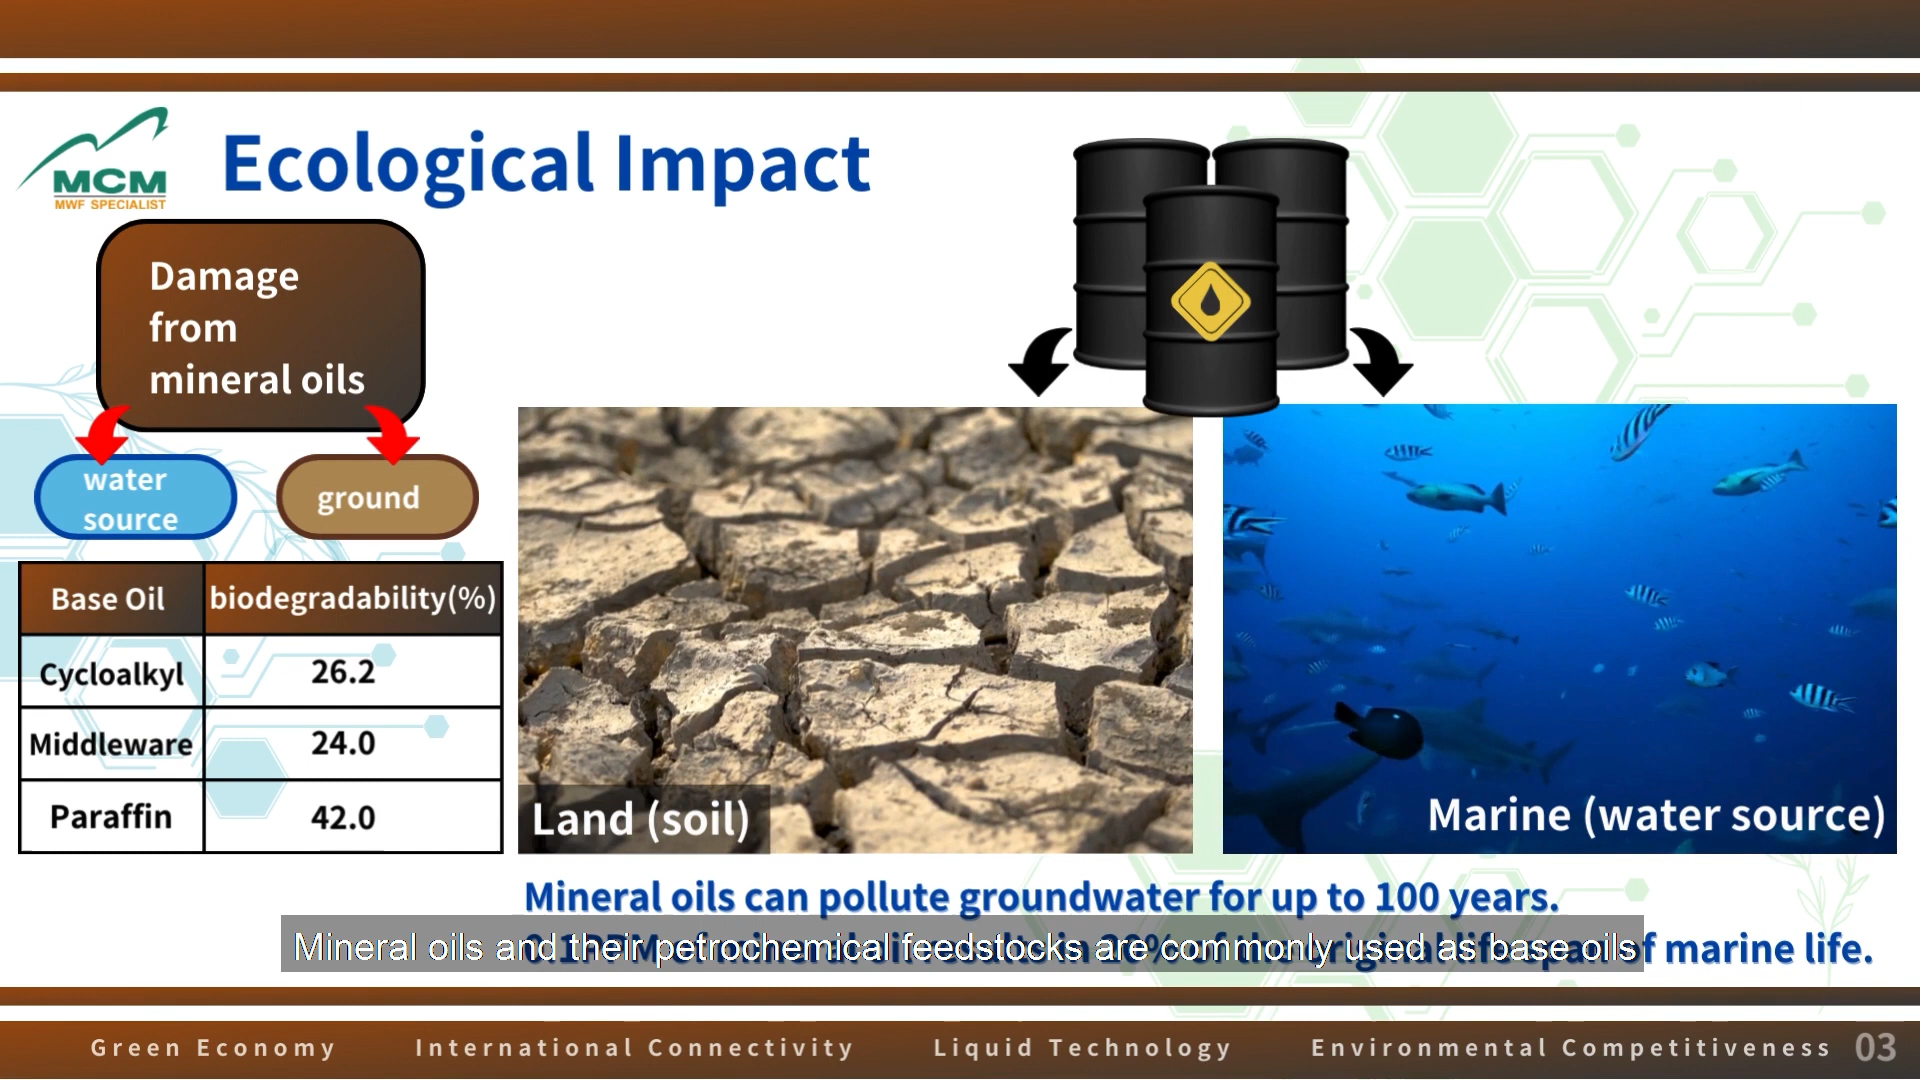 MCM
MWF SPECIALIST
Ecological Impact
Damage
from
mineral oils
water
source
ground
Base Oil biodegradability(%)
Cycloalkyl 26.2
Middleware 24.0
Paraffin 42.0
Land (soil)
Marine (water source)
Mineral oils can pollute groundwater for up to 100 years.
Mineral oils and their petrochemical feedstocks are commonly used as base oils
of marine life.
Green Economy International Connectivity Liquid Technology Environmental Competitiveness 03